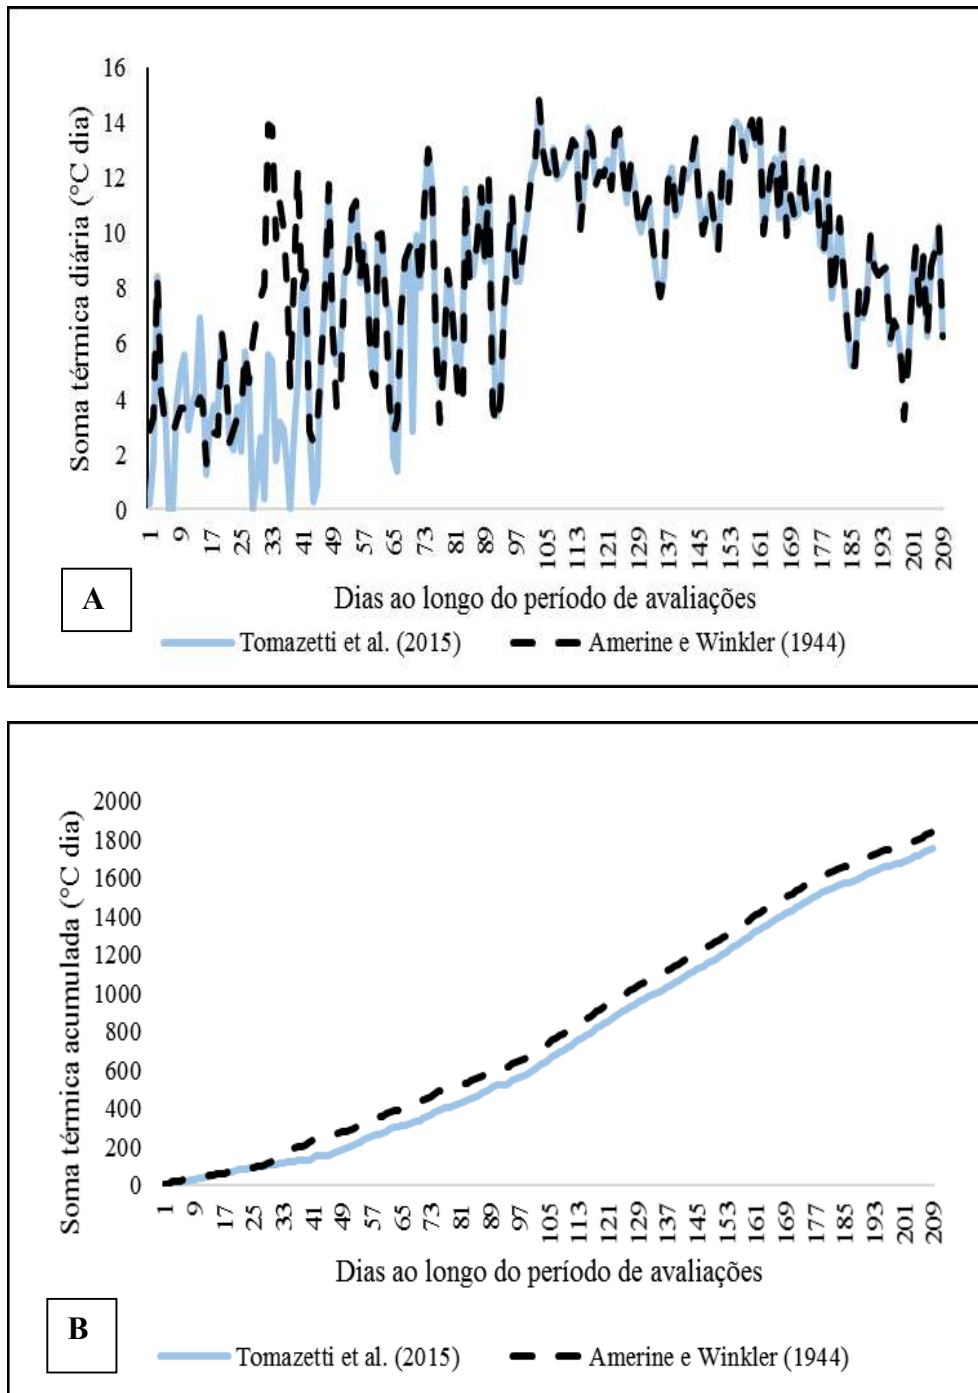 16
14
12
10
8
6
4
2
0
Soma térmica diária (°C dia)
1 9 17 25 33 41 49 57 65 73 81 89 97 105 113 121 129 137 145 153 161 169 177 185 193 201 209
Dias ao longo do período de avaliações
A
Tomazetti et al. (2015) Amerine e Winkler (1944)
2000
1800
1600
1400
1200
1000
800
600
400
200
0
Soma térmica acumulada (°C dia)
1 9 17 25 33 41 49 57 65 73 81 89 97 105 113 121 129 137 145 153 161 169 177 185 193 201 209
Dias ao longo do período de avaliações
B
Tomazetti et al. (2015) Amerine e Winkler (1944)